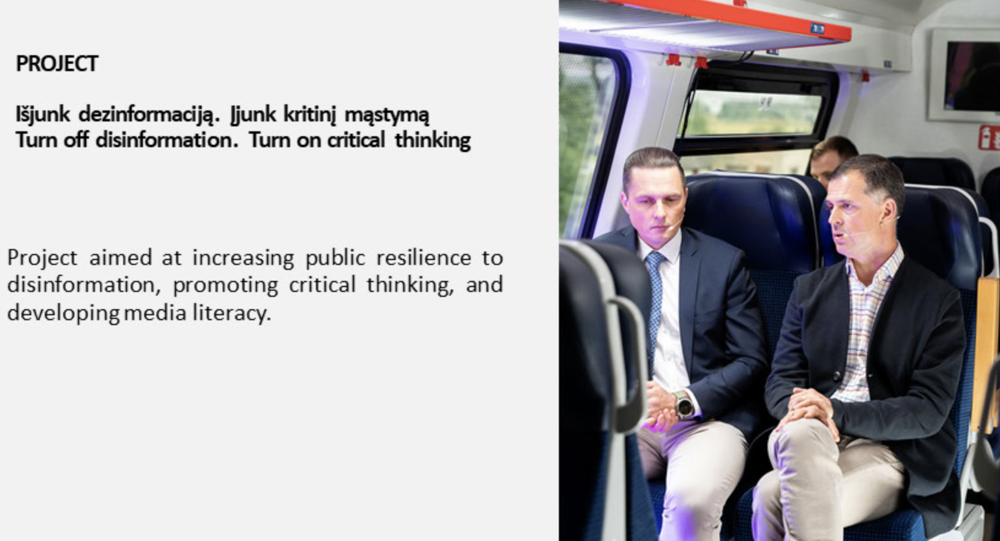 PROJECT
Išjunk dezinformaciją. Įjunk kritinį mąstymą
Turn off disinformation. Turn on critical thinking
Project aimed at increasing public resilience to
disinformation, promoting critical thinking, and
developing media literacy.